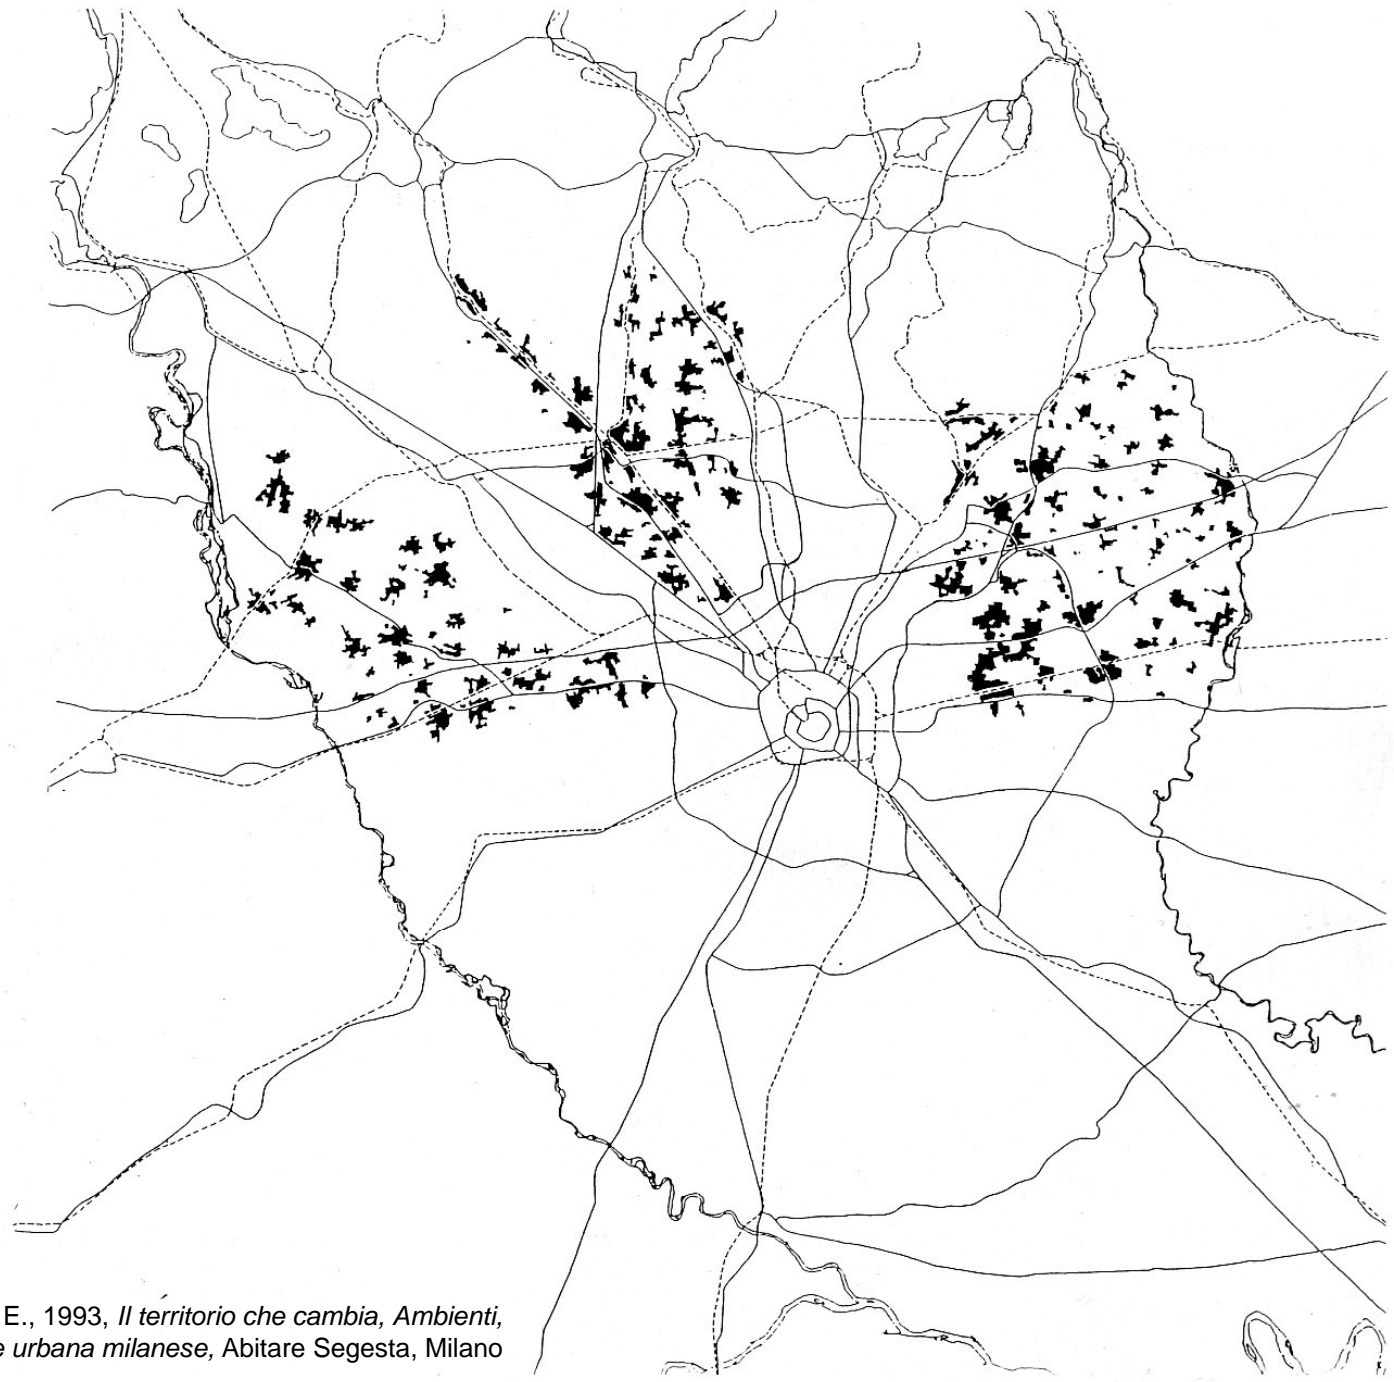 E., 1993, Il territorio che cambia, Ambienti,
urbana milanese, Abitare Segesta, Milano